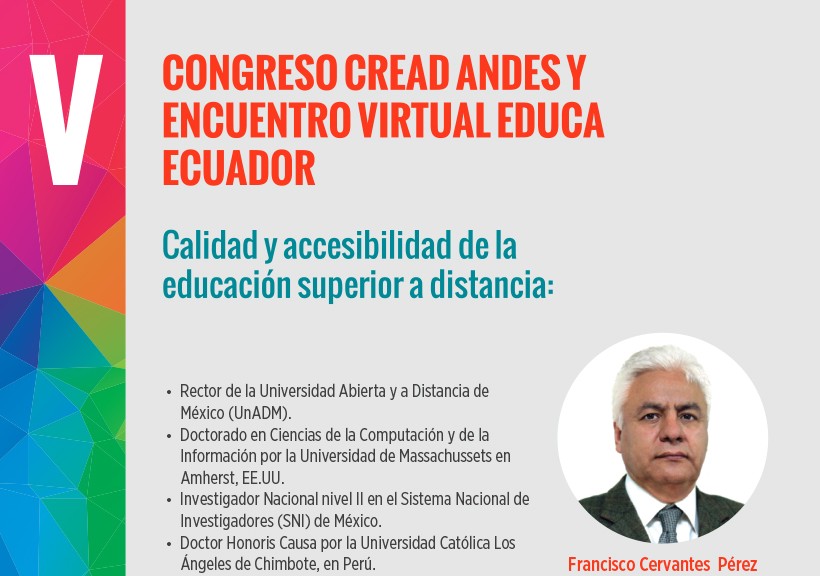 V
CONGRESO CREAD ANDES Y
ENCUENTRO VIRTUAL EDUCA
ECUADOR
Calidad y accesibilidad de la
educación superior a distancia:
• Rector de la Universidad Abierta y a Distancia de
México (UnADM).
• Doctorado en Ciencias de la Computación y de la
Información por la Universidad de Massachussets en
Amherst, EE.UU.
• Investigador Nacional nivel II en el Sistema Nacional de
Investigadores (SNI) de México.
• Doctor Honoris Causa por la Universidad Católica Los
Ángeles de Chimbote, en Perú.
Francisco Cervantes Pérez